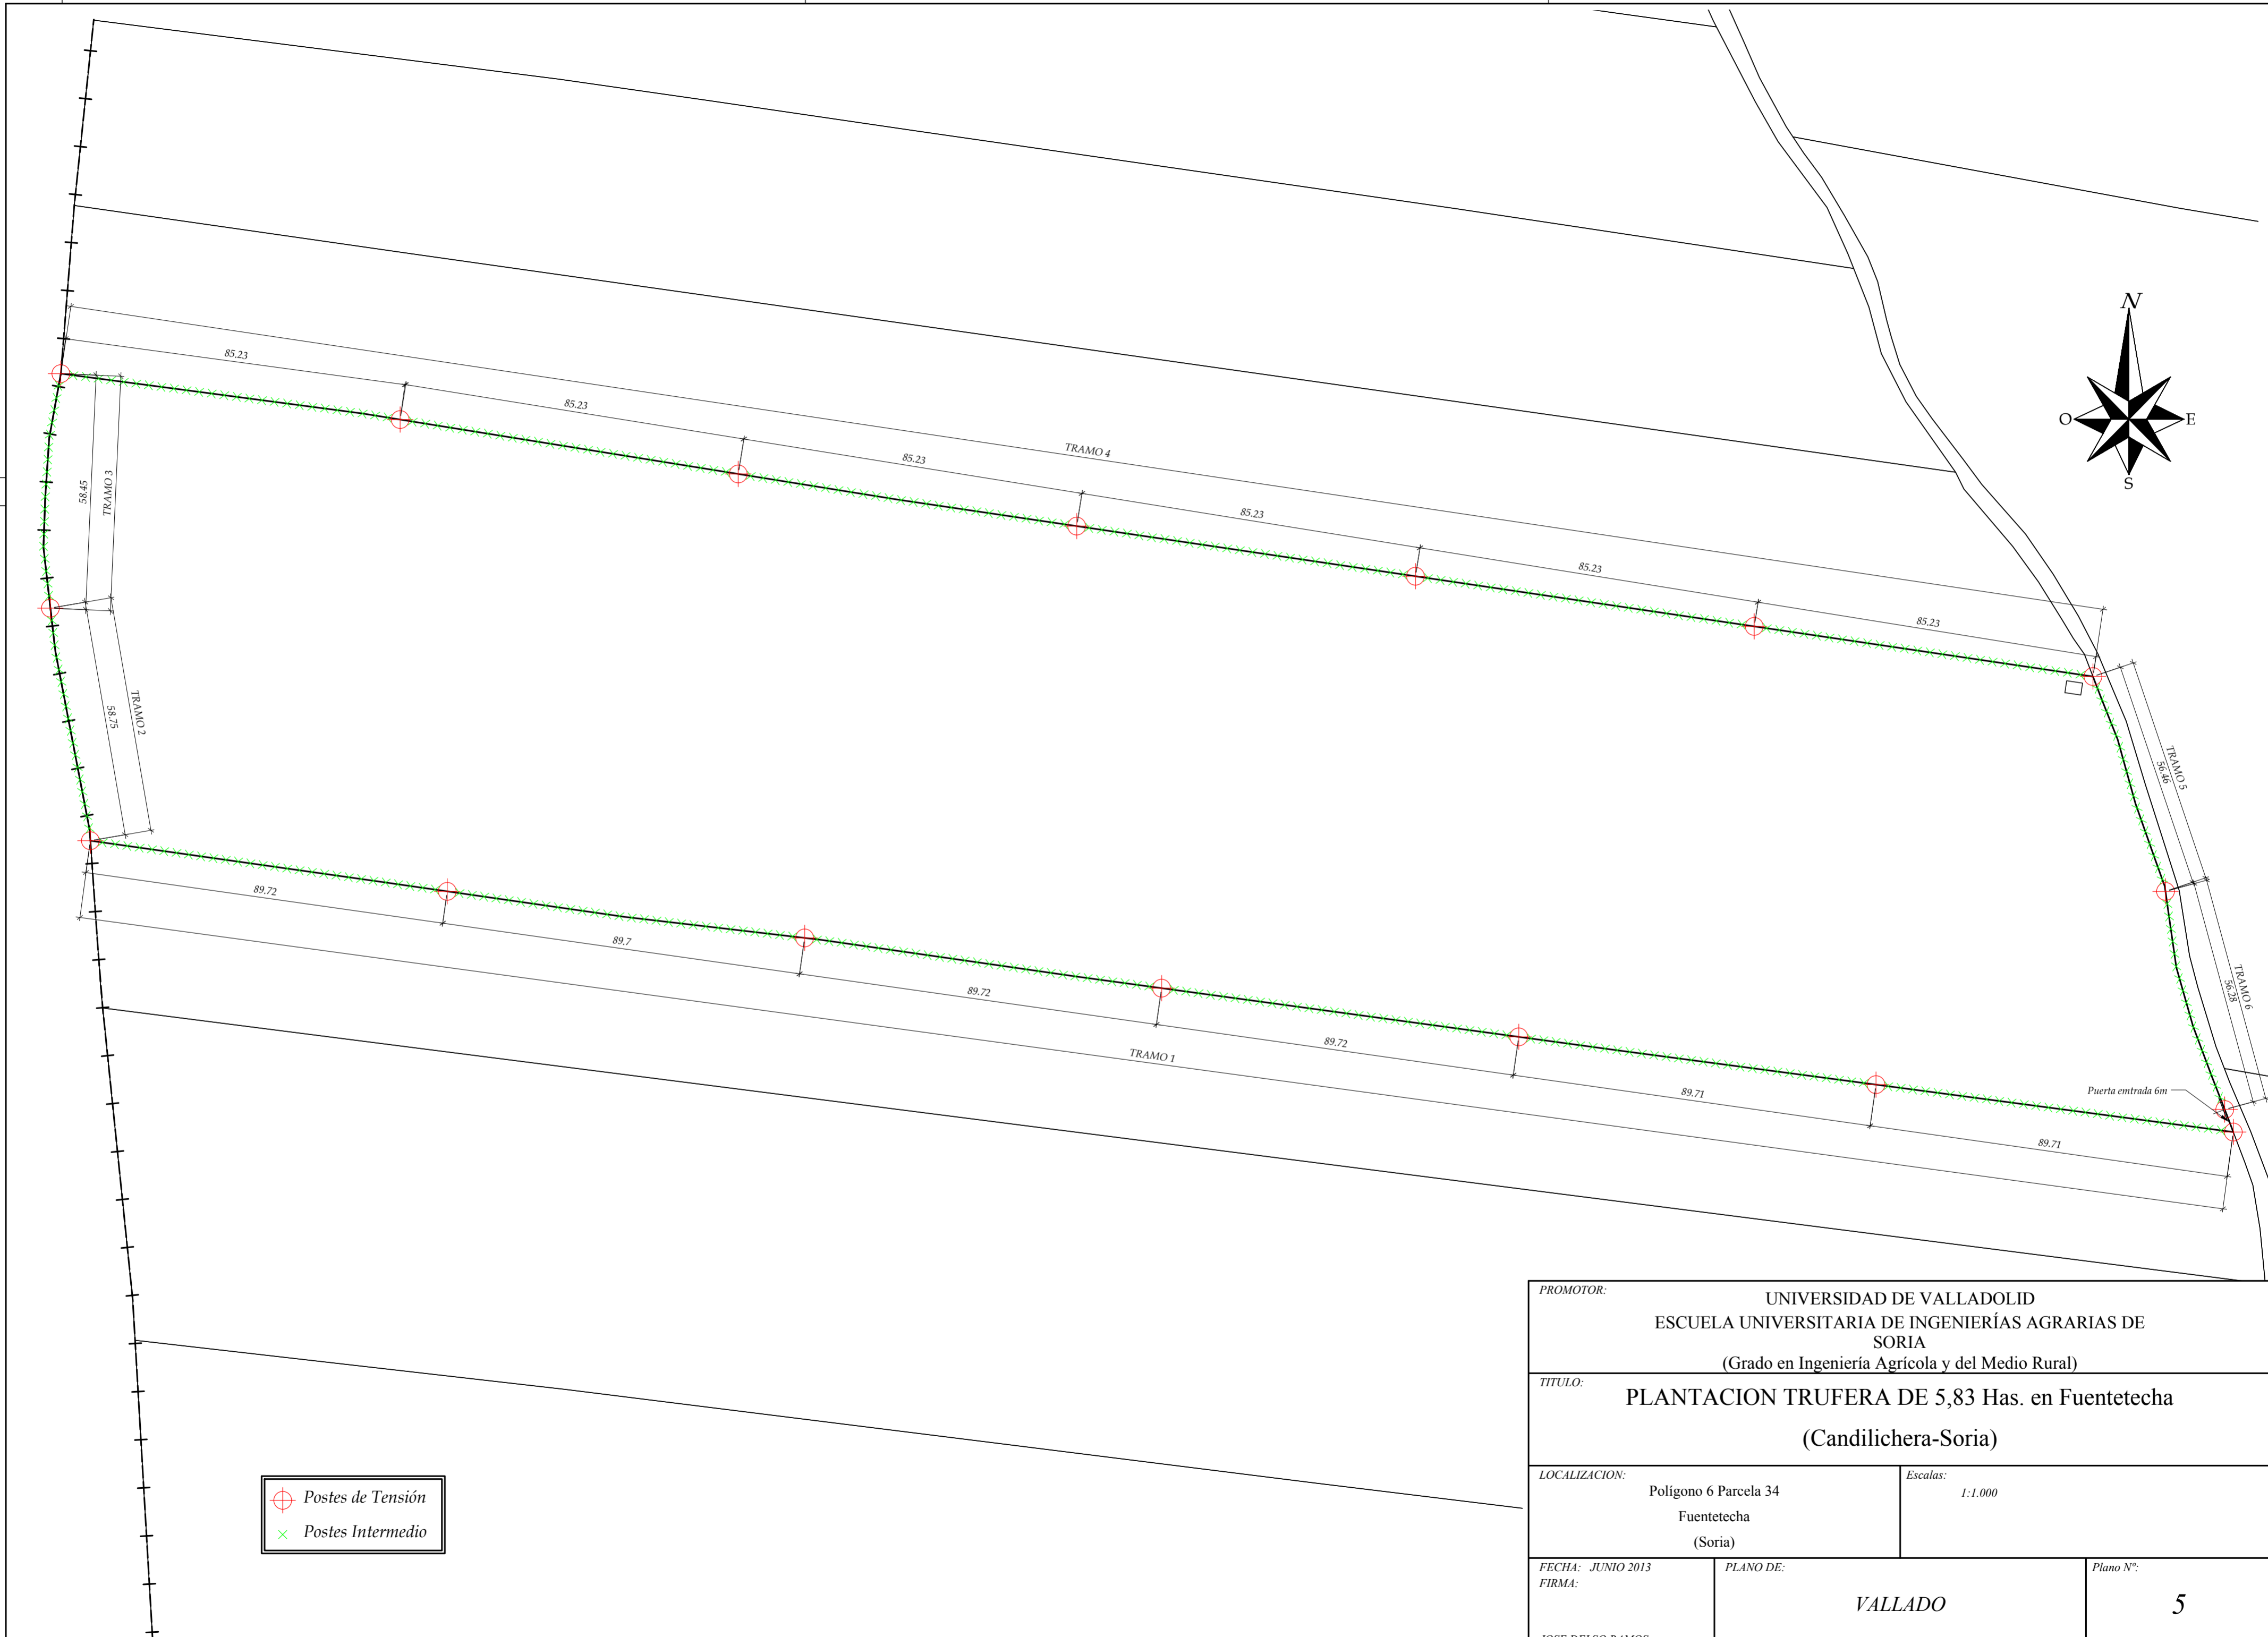 N
O
E
S
85.23
85.23
85.23
85.23
85.23
85.23
TRAMO 4
58.45
TRAMO 3
58.75
TRAMO 2
TRAMO 5
56.46
TRAMO 6
56.28
Puerta emtrada 6m
89.72
89.7
89.72
89.72
89.71
89.71
TRAMO 1
Postes de Tensión
Postes Intermedio
PROMOTOR:
UNIVERSIDAD DE VALLADOLID
ESCUELA UNIVERSITARIA DE INGENIERÍAS AGRARIAS DE
SORIA
(Grado en Ingeniería Agrícola y del Medio Rural)
TITULO:
PLANTACION TRUFERA DE 5,83 Has. en Fuentetecha
(Candilichera-Soria)
LOCALIZACION:
Polígono 6 Parcela 34
Fuentetecha
(Soria)
Escalas:
1:1.000
FECHA: JUNIO 2013
FIRMA:
PLANO DE:
VALLADO
Plano Nº:
5